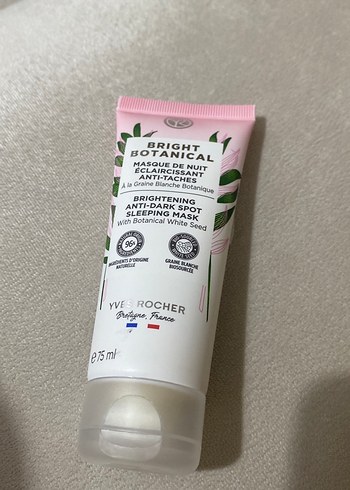 BRIGHT
BOTANICAL
MASQUE DE NUIT
ÉCLAIRCISSANT
ANTI-TACHES
À la Graine Blanche Botanique
BRIGHTENING
ANTI-DARK SPOT
SLEEPING MASK
With Botanical White Seed
96%
INGRÉDIENTS D'ORIGINE
NATURELLE
GRAINE BLANCHE
BIOSOURCÉE
YVES ROCHER
Bretagne, France
e 75 ml